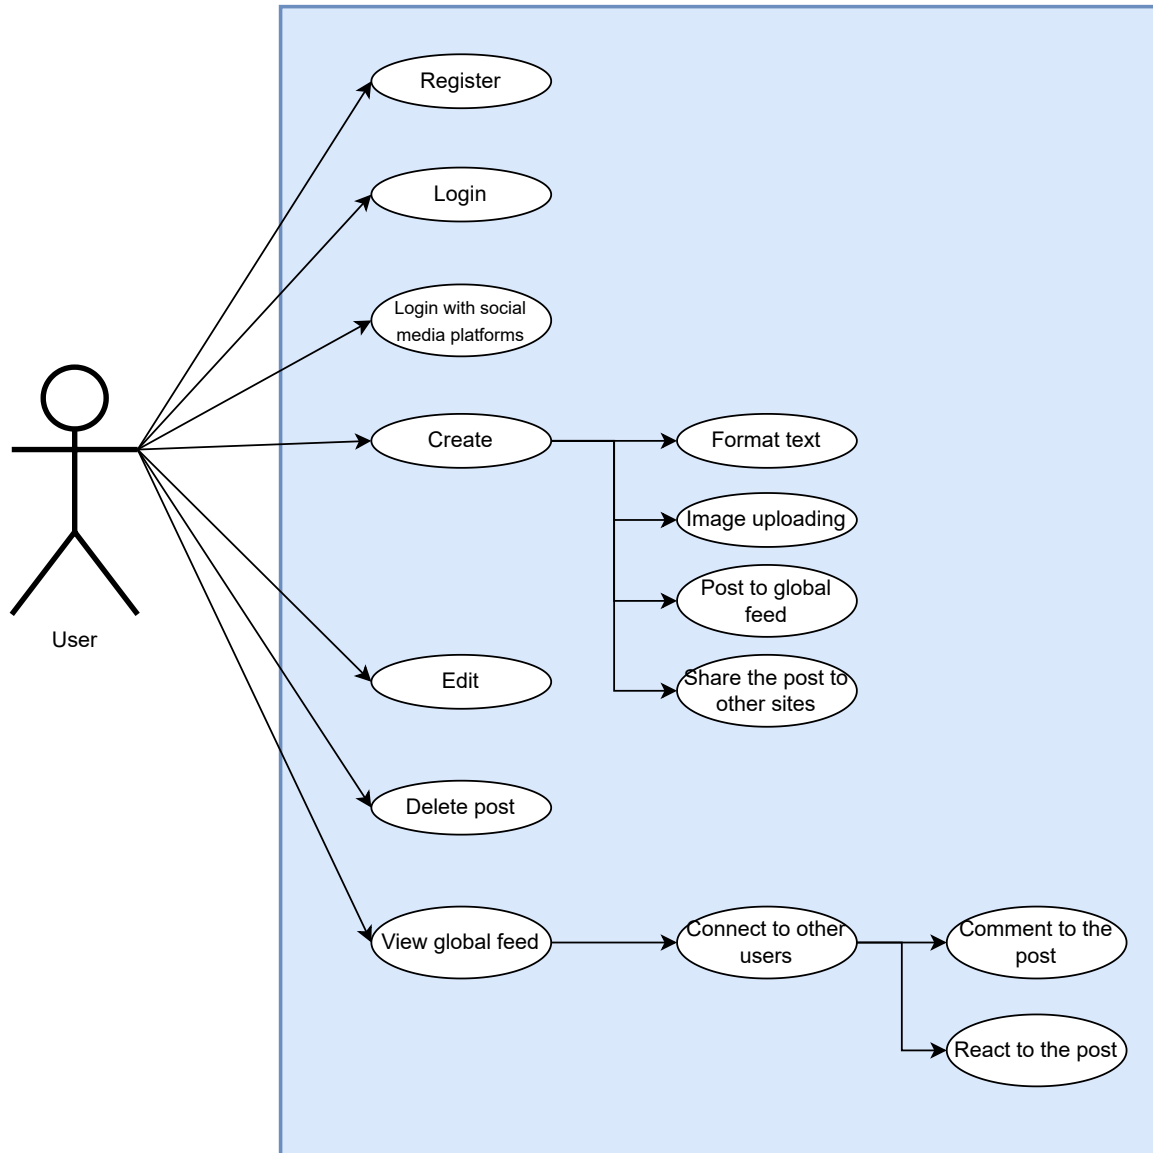 Register
Login
Login with social
media platforms
Create
Format text
Image uploading
Post to global
feed
User
Edit
Share the post to
other sites
Delete post
View global feed
Connect to other
users
Comment to the
post
React to the post